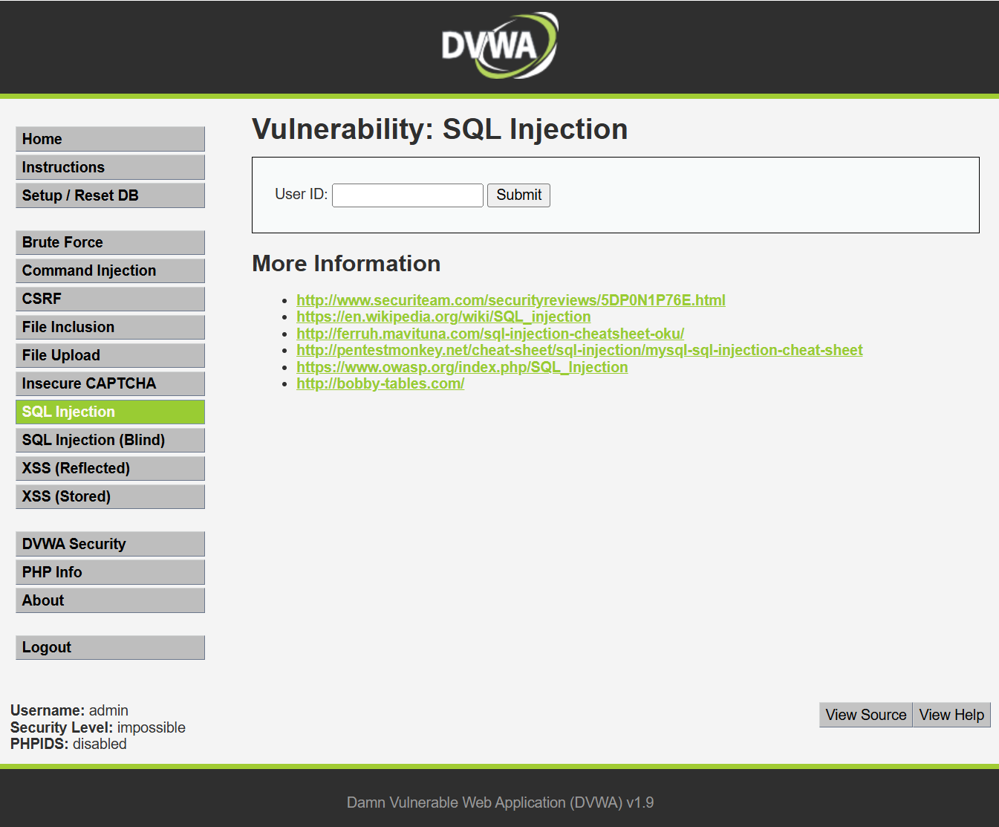 DVWA
Home
Instructions
Setup / Reset DB
Brute Force
Command Injection
CSRF
File Inclusion
File Upload
Insecure CAPTCHA
SQL Injection
SQL Injection (Blind)
XSS (Reflected)
XSS (Stored)
DVWA Security
PHP Info
About
Logout
Vulnerability: SQL Injection
User ID: Submit
More Information
http://www.securiteam.com/securityreviews/5DP0N1P76E.html
https://en.wikipedia.org/wiki/SQL_injection
http://ferruh.mavituna.com/sql-injection-cheatsheet-oku/
http://pentestmonkey.net/cheat-sheet/sql-injection/mysql-sql-injection-cheat-sheet
https://www.owasp.org/index.php/SQL_Injection
http://bobby-tables.com/
Username: admin
Security Level: impossible
PHPIDS: disabled
View Source View Help
Damn Vulnerable Web Application (DVWA) v1.9